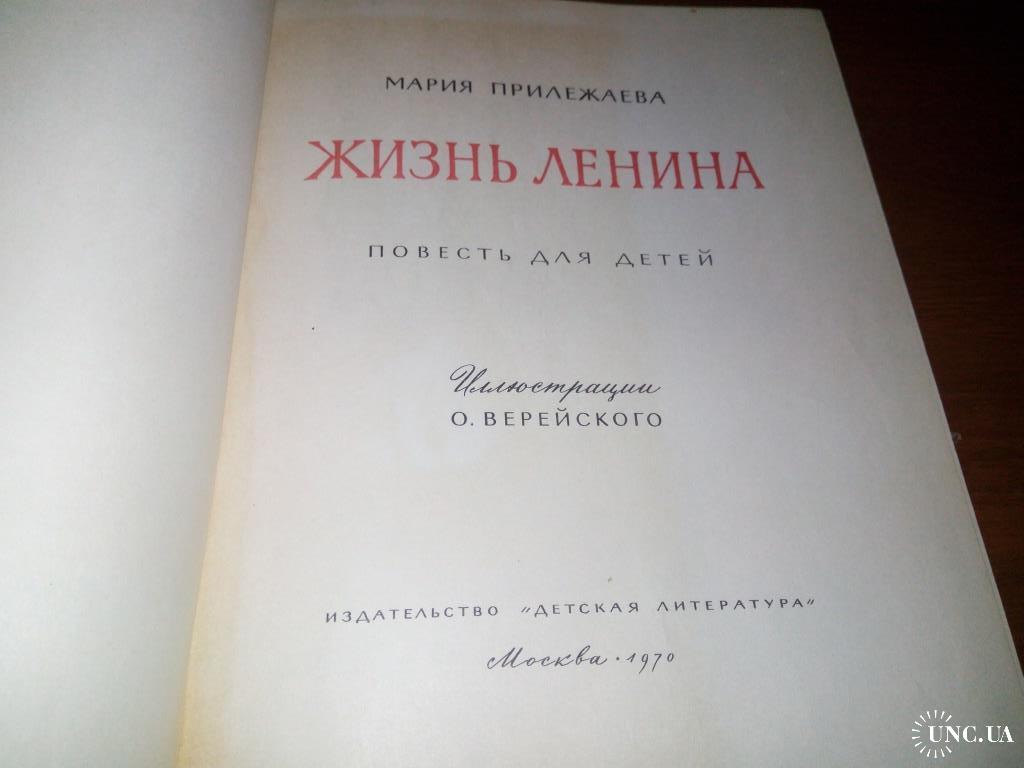 МАРИЯ ПРИЛЕЖАЕВА
ЖИЗНЬ ЛЕНИНА
ПОВЕСТЬ ДЛЯ ДЕТЕЙ
Иллюстрации
О. ВЕРЕЙСКОГО
ИЗДАТЕЛЬСТВО "ДЕТСКАЯ ЛИТЕРАТУРА"
Москва · 1970
UNC.UA